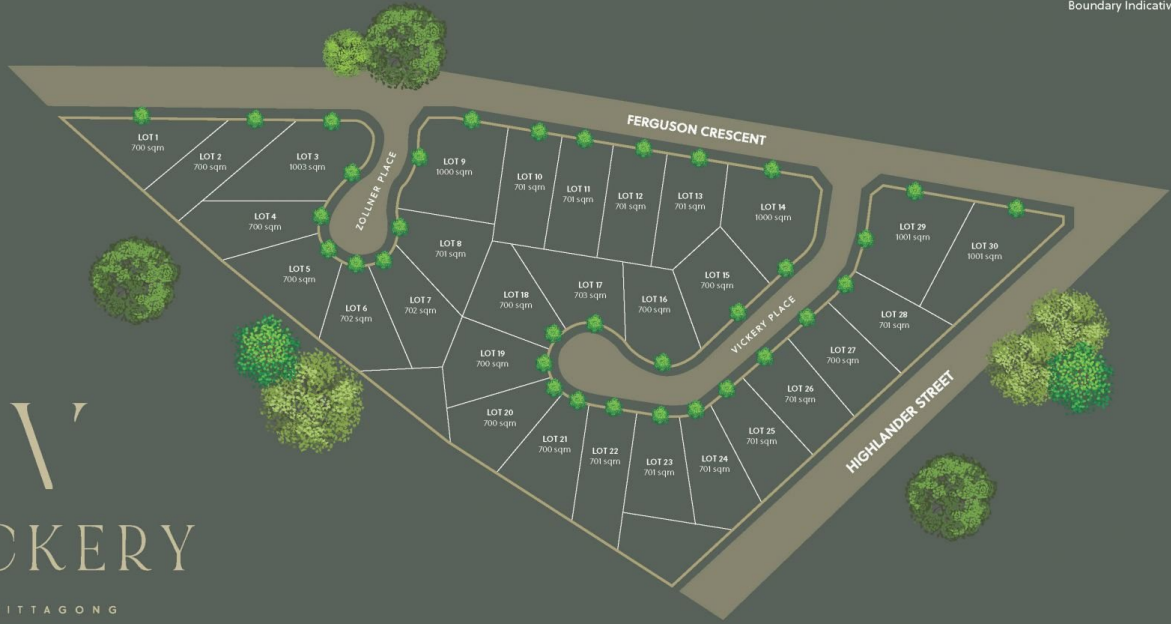 Boundary Indicativ
FERGUSON CRESCENT
ZOLLNER PLACE
VICKERY PLACE
HIGHLANDER STREET
LOT 1
700 sqm
LOT 2
700 sqm
LOT 3
1003 sqm
LOT 4
700 sqm
LOT 5
700 sqm
LOT 6
702 sqm
LOT 7
702 sqm
LOT 8
701 sqm
LOT 9
1000 sqm
LOT 10
701 sqm
LOT 11
701 sqm
LOT 12
701 sqm
LOT 13
701 sqm
LOT 14
1000 sqm
LOT 15
700 sqm
LOT 16
700 sqm
LOT 17
703 sqm
LOT 18
700 sqm
LOT 19
700 sqm
LOT 20
700 sqm
LOT 21
700 sqm
LOT 22
701 sqm
LOT 23
701 sqm
LOT 24
701 sqm
LOT 25
701 sqm
LOT 26
701 sqm
LOT 27
700 sqm
LOT 28
701 sqm
LOT 29
1001 sqm
LOT 30
1001 sqm
V
CKERY
ITTAGONG